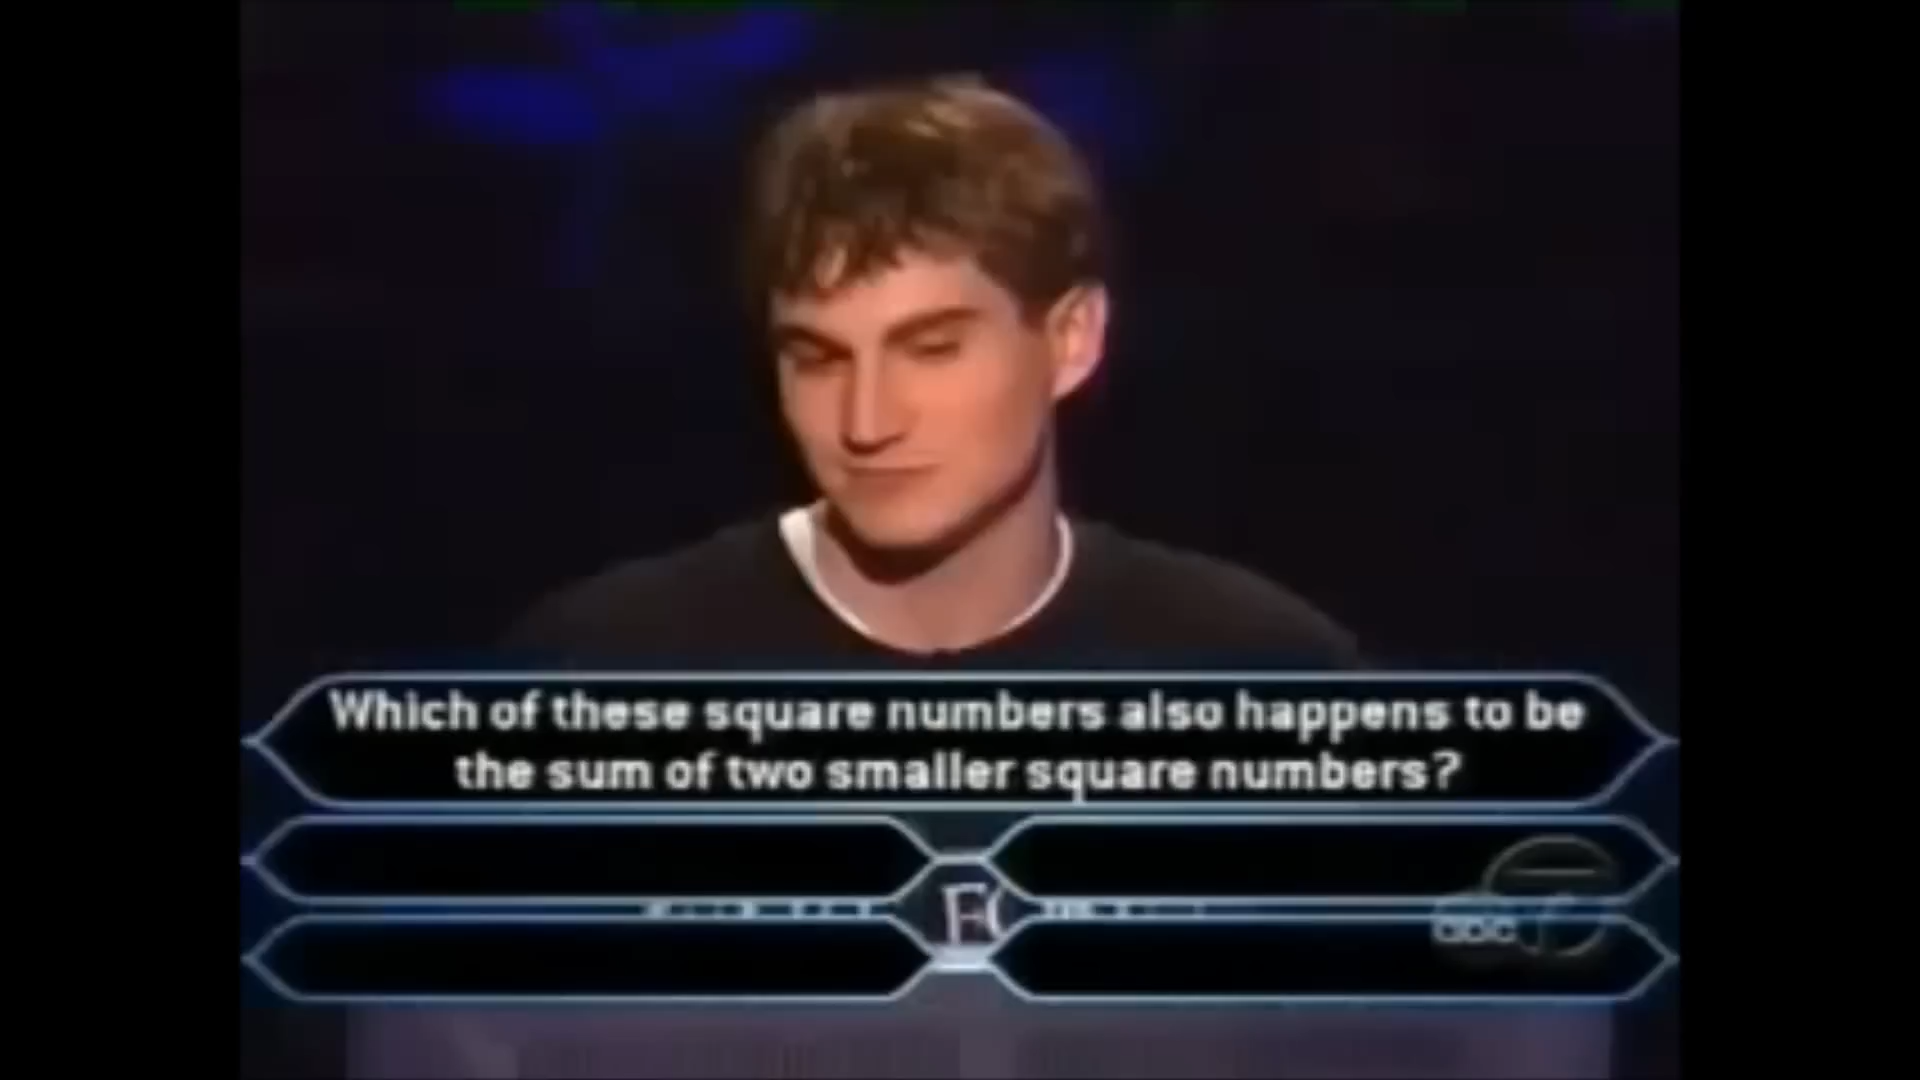 Which of these square numbers also happens to be
the sum of two smaller square numbers?
abc